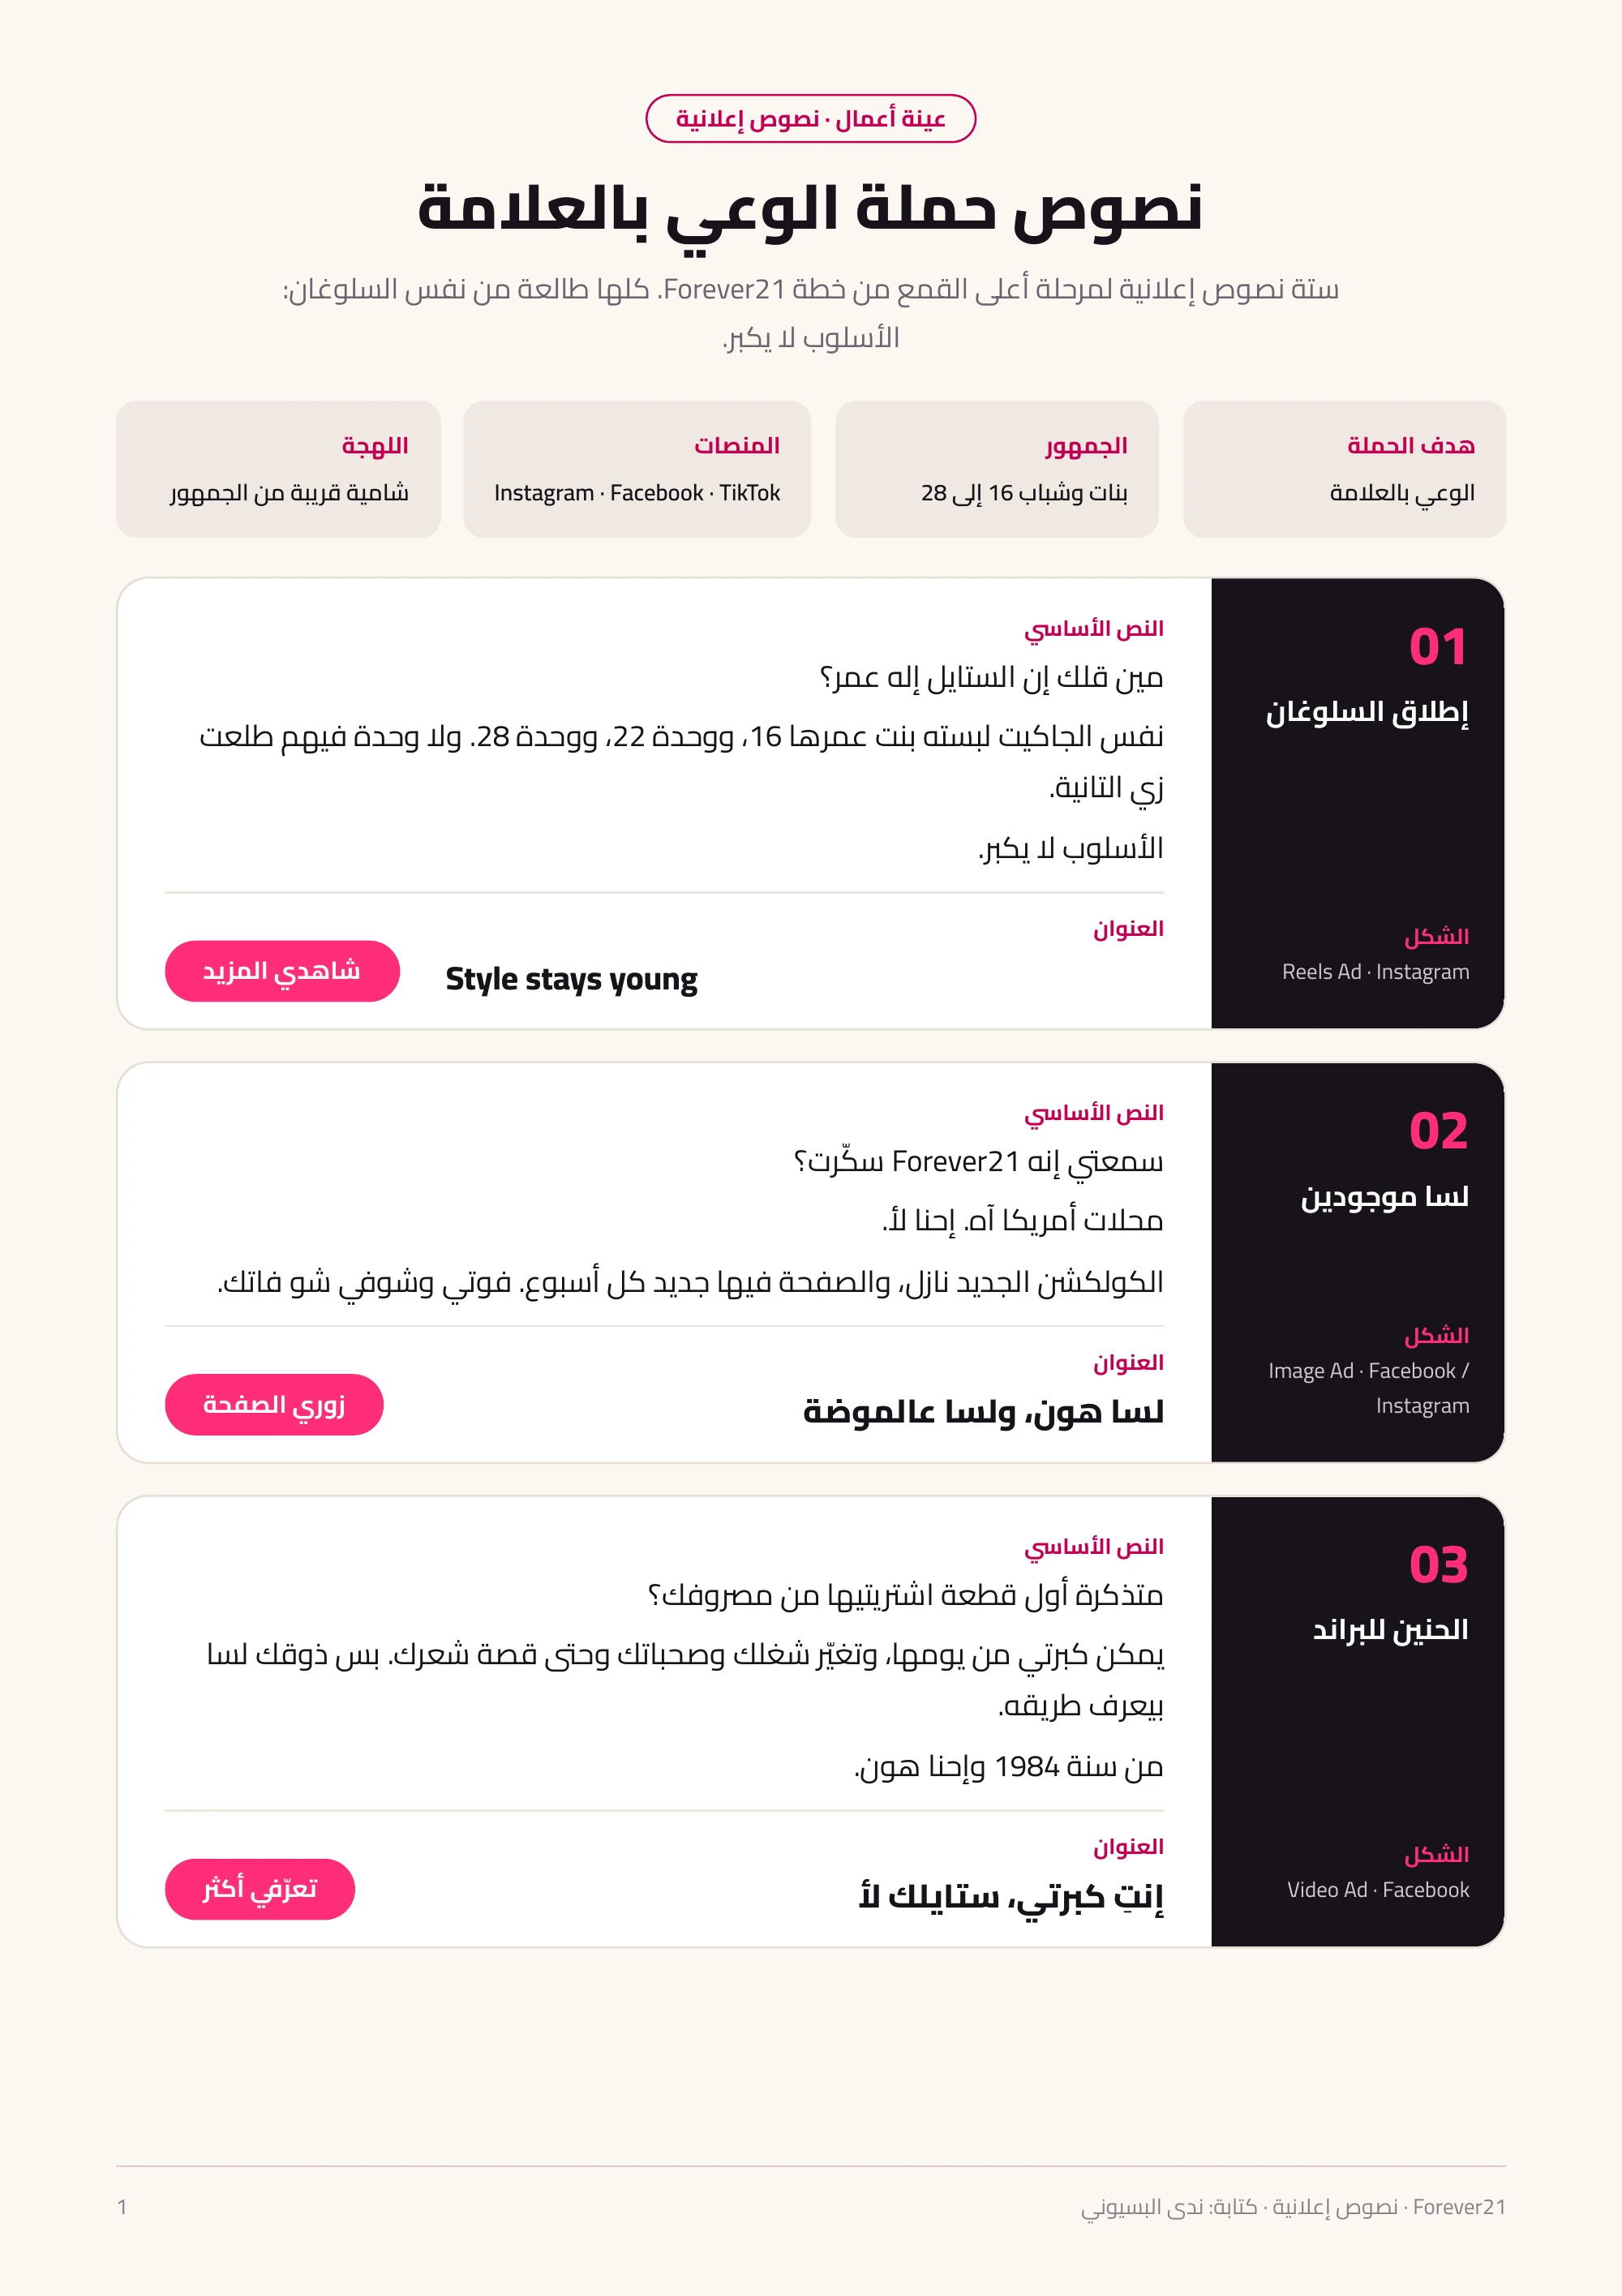 عينة أعمال · نصوص إعلانية
نصوص حملة الوعي بالعلامة
ستة نصوص إعلانية لمرحلة أعلى القمع من خطة Forever21. كلها طالعة من نفس السلوغان:
الأسلوب لا يكبر.
هدف الحملة
الوعي بالعلامة
الجمهور
بنات وشباب 16 إلى 28
المنصات
Instagram · Facebook · TikTok
اللهجة
شامية قريبة من الجمهور
01
إطلاق السلوغان
الشكل
Reels Ad · Instagram
النص الأساسي
مين قلك إن الستايل إله عمر؟
نفس الجاكيت لبسته بنت عمرها 16، ووحدة 22، ووحدة 28. ولا وحدة فيهم طلعت
زي التانية.
الأسلوب لا يكبر.
العنوان
Style stays young
شاهدي المزيد
02
لسا موجودين
الشكل
Image Ad · Facebook /
Instagram
النص الأساسي
سمعتي إنه Forever21 سكّرت؟
محلات أمريكا آه. إحنا لأ.
الكولكشن الجديد نازل، والصفحة فيها جديد كل أسبوع. فوتي وشوفي شو فاتك.
العنوان
لسا هون، ولسا عالموضة
زوري الصفحة
03
الحنين للبراند
الشكل
Video Ad · Facebook
النص الأساسي
متذكرة أول قطعة اشتريتيها من مصروفك؟
يمكن كبرتي من يومها، وتغيّر شغلك وصحباتك وحتى قصة شعرك. بس ذوقك لسا
بيعرف طريقه.
من سنة 1984 وإحنا هون.
العنوان
إنتِ كبرتي، ستايلك لأ
تعرّفي أكثر
Forever21 · نصوص إعلانية · كتابة: ندى البسيوني
1